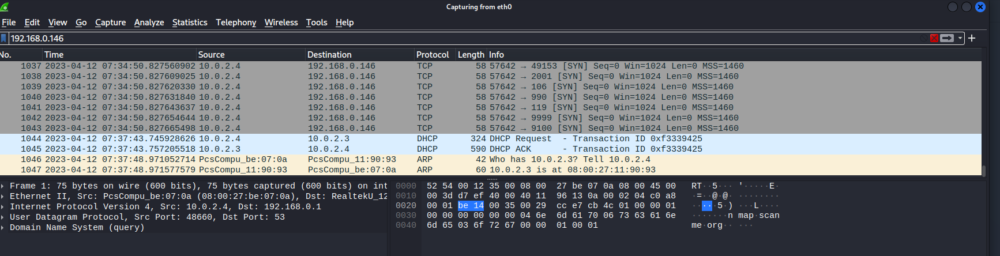 Capturing from eth0
File Edit View Go Capture Analyze Statistics Telephony Wireless Tools Help
192.168.0.146
No. Time Source Destination Protocol Length Info
1037 2023-04-12 07:34:50.827560902 10.0.2.4 192.168.0.146 TCP 58 57642 → 49153 [SYN] Seq=0 Win=1024 Len=0 MSS=1460
1038 2023-04-12 07:34:50.827609025 10.0.2.4 192.168.0.146 TCP 58 57642 → 2001 [SYN] Seq=0 Win=1024 Len=0 MSS=1460
1039 2023-04-12 07:34:50.827620330 10.0.2.4 192.168.0.146 TCP 58 57642 → 106 [SYN] Seq=0 Win=1024 Len=0 MSS=1460
1040 2023-04-12 07:34:50.827631840 10.0.2.4 192.168.0.146 TCP 58 57642 → 990 [SYN] Seq=0 Win=1024 Len=0 MSS=1460
1041 2023-04-12 07:34:50.827643637 10.0.2.4 192.168.0.146 TCP 58 57642 → 119 [SYN] Seq=0 Win=1024 Len=0 MSS=1460
1042 2023-04-12 07:34:50.827654644 10.0.2.4 192.168.0.146 TCP 58 57642 → 9999 [SYN] Seq=0 Win=1024 Len=0 MSS=1460
1043 2023-04-12 07:34:50.827665498 10.0.2.4 192.168.0.146 TCP 58 57642 → 9100 [SYN] Seq=0 Win=1024 Len=0 MSS=1460
1044 2023-04-12 07:37:43.745928626 10.0.2.4 10.0.2.3 DHCP 324 DHCP Request - Transaction ID 0xf3339425
1045 2023-04-12 07:37:43.757205518 10.0.2.3 10.0.2.4 DHCP 590 DHCP ACK - Transaction ID 0xf3339425
1046 2023-04-12 07:37:48.971052714 PcsCompu_be:07:0a PcsCompu_11:90:93 ARP 42 Who has 10.0.2.3? Tell 10.0.2.4
1047 2023-04-12 07:37:48.971577579 PcsCompu_11:90:93 PcsCompu_be:07:0a ARP 60 10.0.2.3 is at 08:00:27:11:90:93
Frame 1: 75 bytes on wire (600 bits), 75 bytes captured (600 bits) on int
Ethernet II, Src: PcsCompu_be:07:0a (08:00:27:be:07:0a), Dst: RealtekU_12
Internet Protocol Version 4, Src: 10.0.2.4, Dst: 192.168.0.1
User Datagram Protocol, Src Port: 48660, Dst Port: 53
Domain Name System (query)
0000 52 54 00 12 35 00 08 00 27 be 07 0a 08 00 45 00 RT··5··· '·····E·
0010 00 3d d7 ef 40 00 40 11 96 13 0a 00 02 04 c0 a8 ·=··@·@· ········
0020 00 01 be 14 00 35 00 29 cc e7 cb 4c 01 00 00 01 ·····5·) ···L····
0030 00 00 00 00 00 00 04 6e 6d 61 70 06 73 63 61 6e ·······n map·scan
0040 6d 65 03 6f 72 67 00 00 01 00 01 me·org·· ···